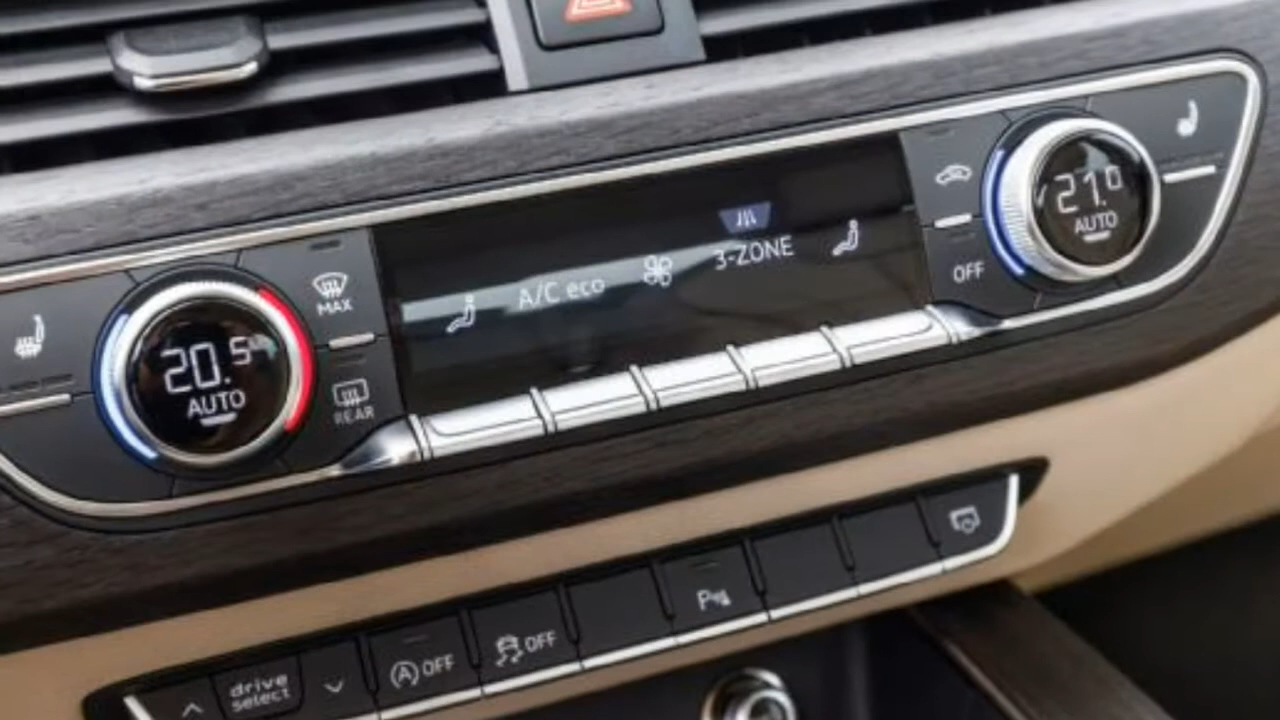 MAX
20.5
AUTO
REAR
A/C eco
3-ZONE
21.0
AUTO
OFF
drive
select
(A) OFF
OFF
P